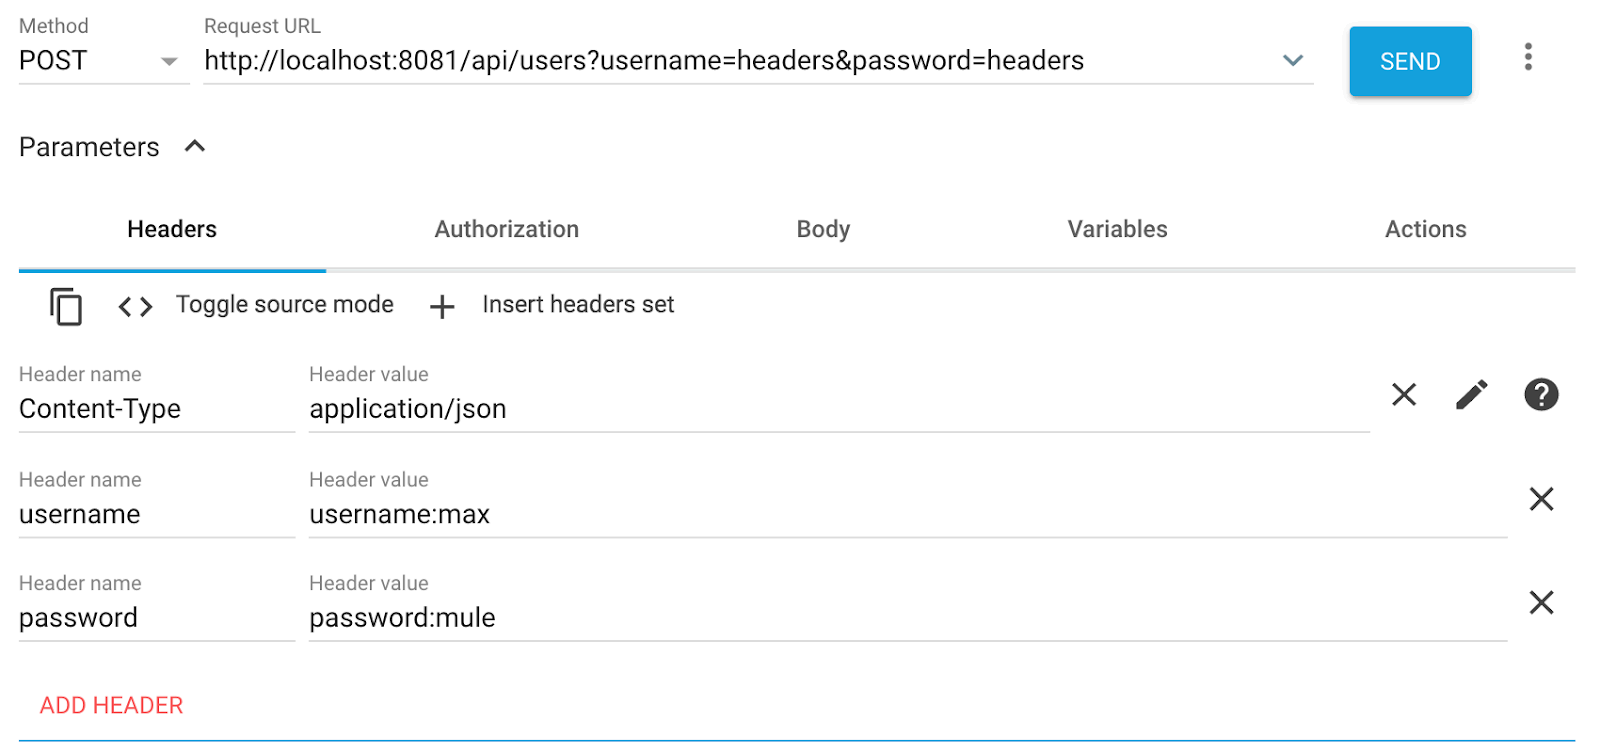 Method
Request URL
POST
http://localhost:8081/api/users?username=headers&password=headers
SEND
Parameters
Headers Authorization Body Variables Actions
Toggle source mode Insert headers set
Header name Header value
Content-Type application/json
Header name Header value
username username:max
Header name Header value
password password:mule
ADD HEADER